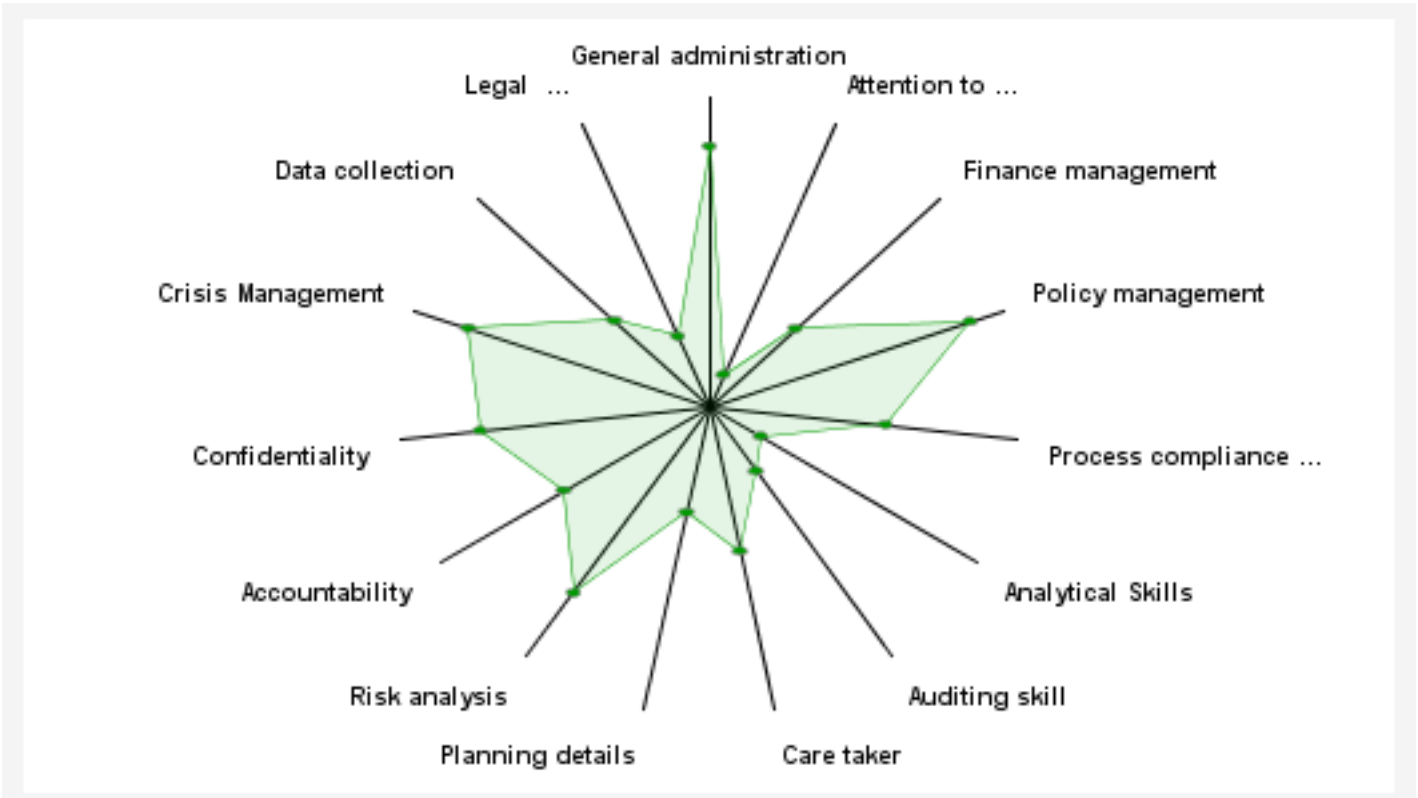 General administration
Legal ...
Attention to ...
Data collection
Finance management
Crisis Management
Policy management
Confidentiality
Process compliance ...
Accountability
Analytical Skills
Risk analysis
Auditing skill
Planning details
Care taker